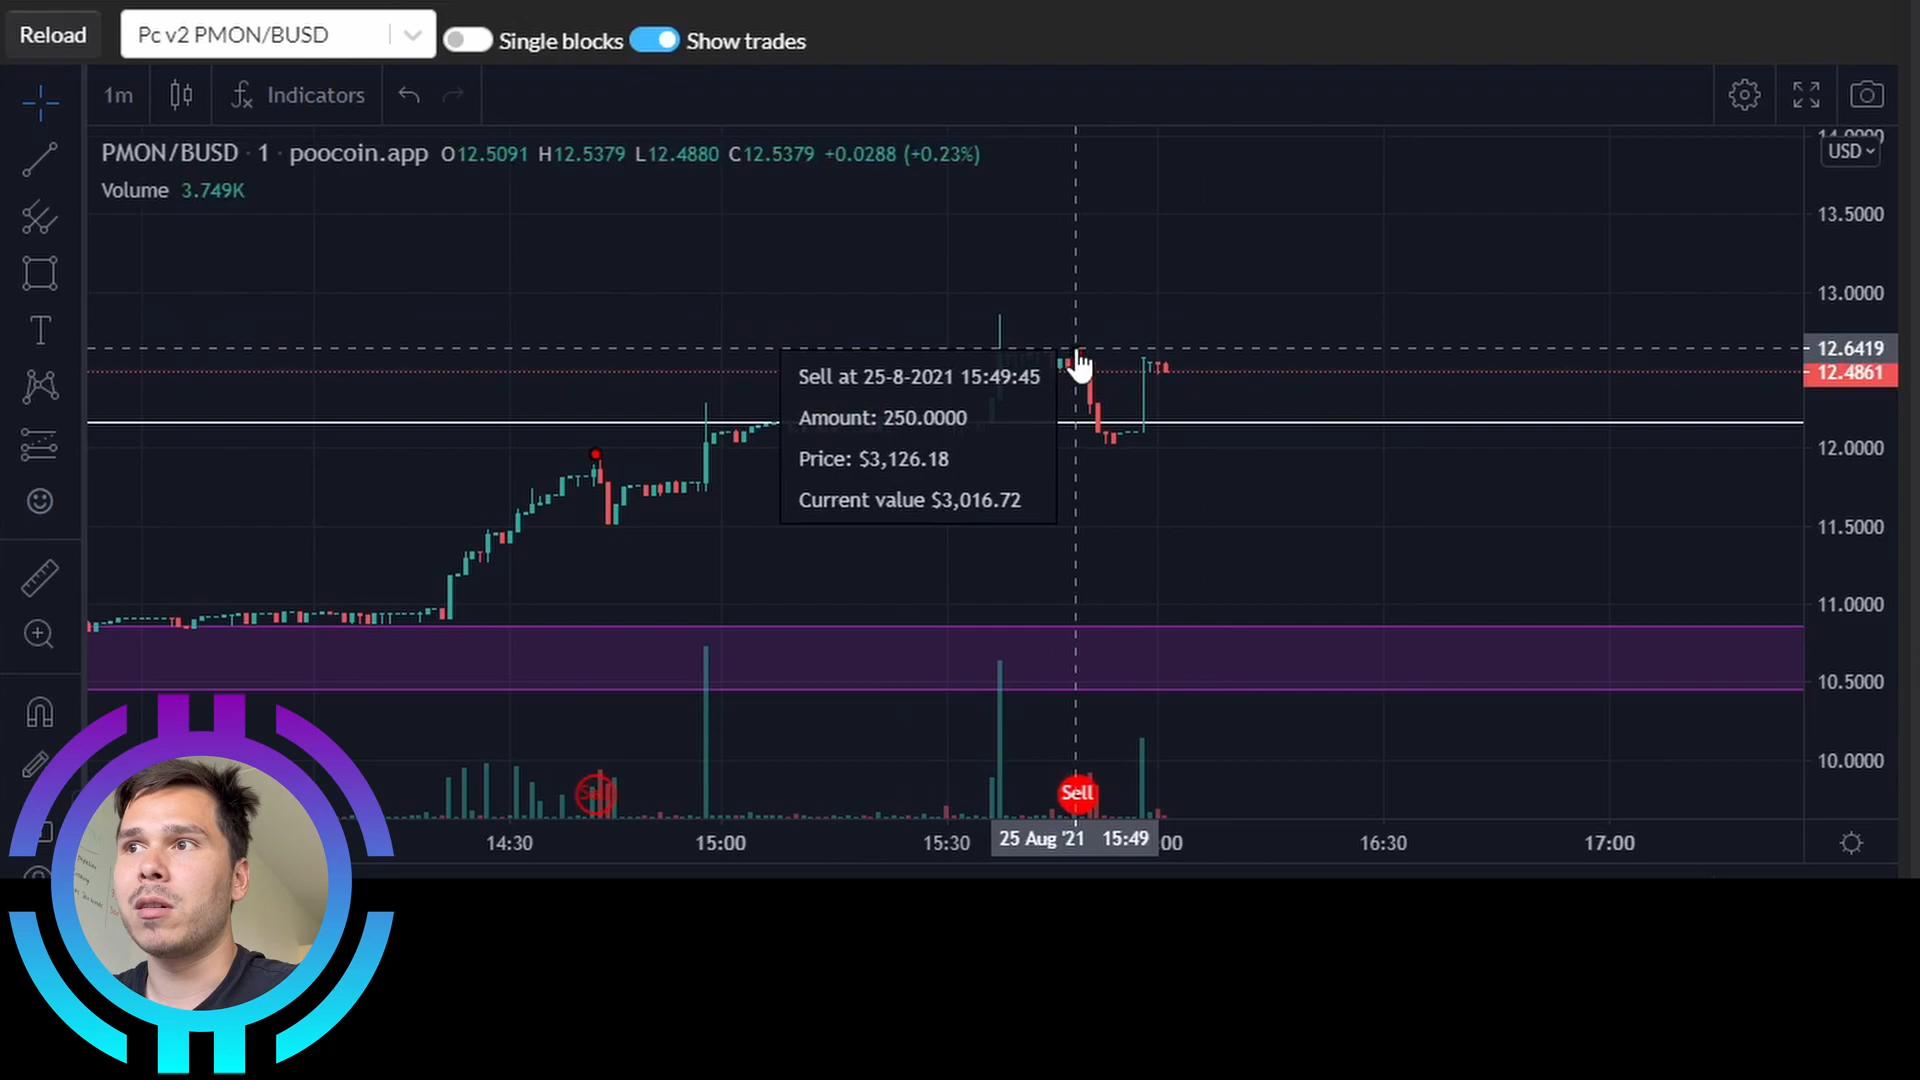 Reload
Pc v2 PMON/BUSD
Single blocks
Show trades
1m
Indicators
PMON/BUSD · 1 · poocoin.app O12.5091 H12.5379 L12.4880 C12.5379 +0.0288 (+0.23%)
Volume 3.749K
14.0000
USD
13.5000
13.0000
12.6419
12.4861
12.0000
11.5000
11.0000
10.5000
10.0000
Sell at 25-8-2021 15:49:45
Amount: 250.0000
Price: $3,126.18
Current value $3,016.72
Sell
Sell
14:30
15:00
15:30
25 Aug '21 15:49
:00
16:30
17:00